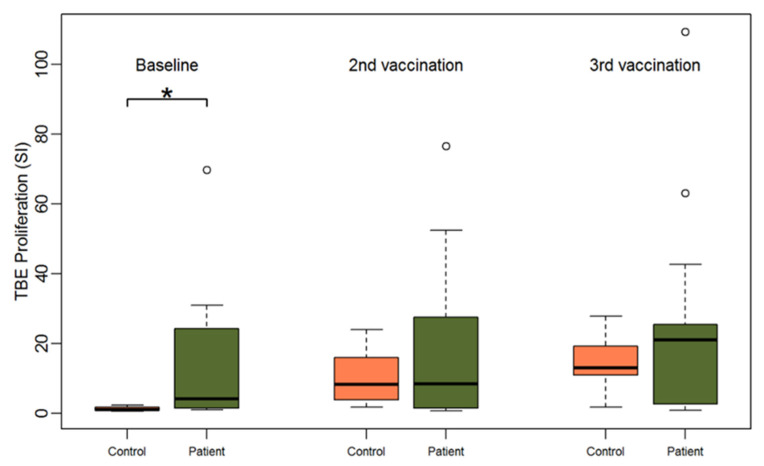 Baseline 2nd vaccination 3rd vaccination
*
TBE Proliferation (SI)
100
80
60
40
20
0
Control Patient Control Patient Control Patient